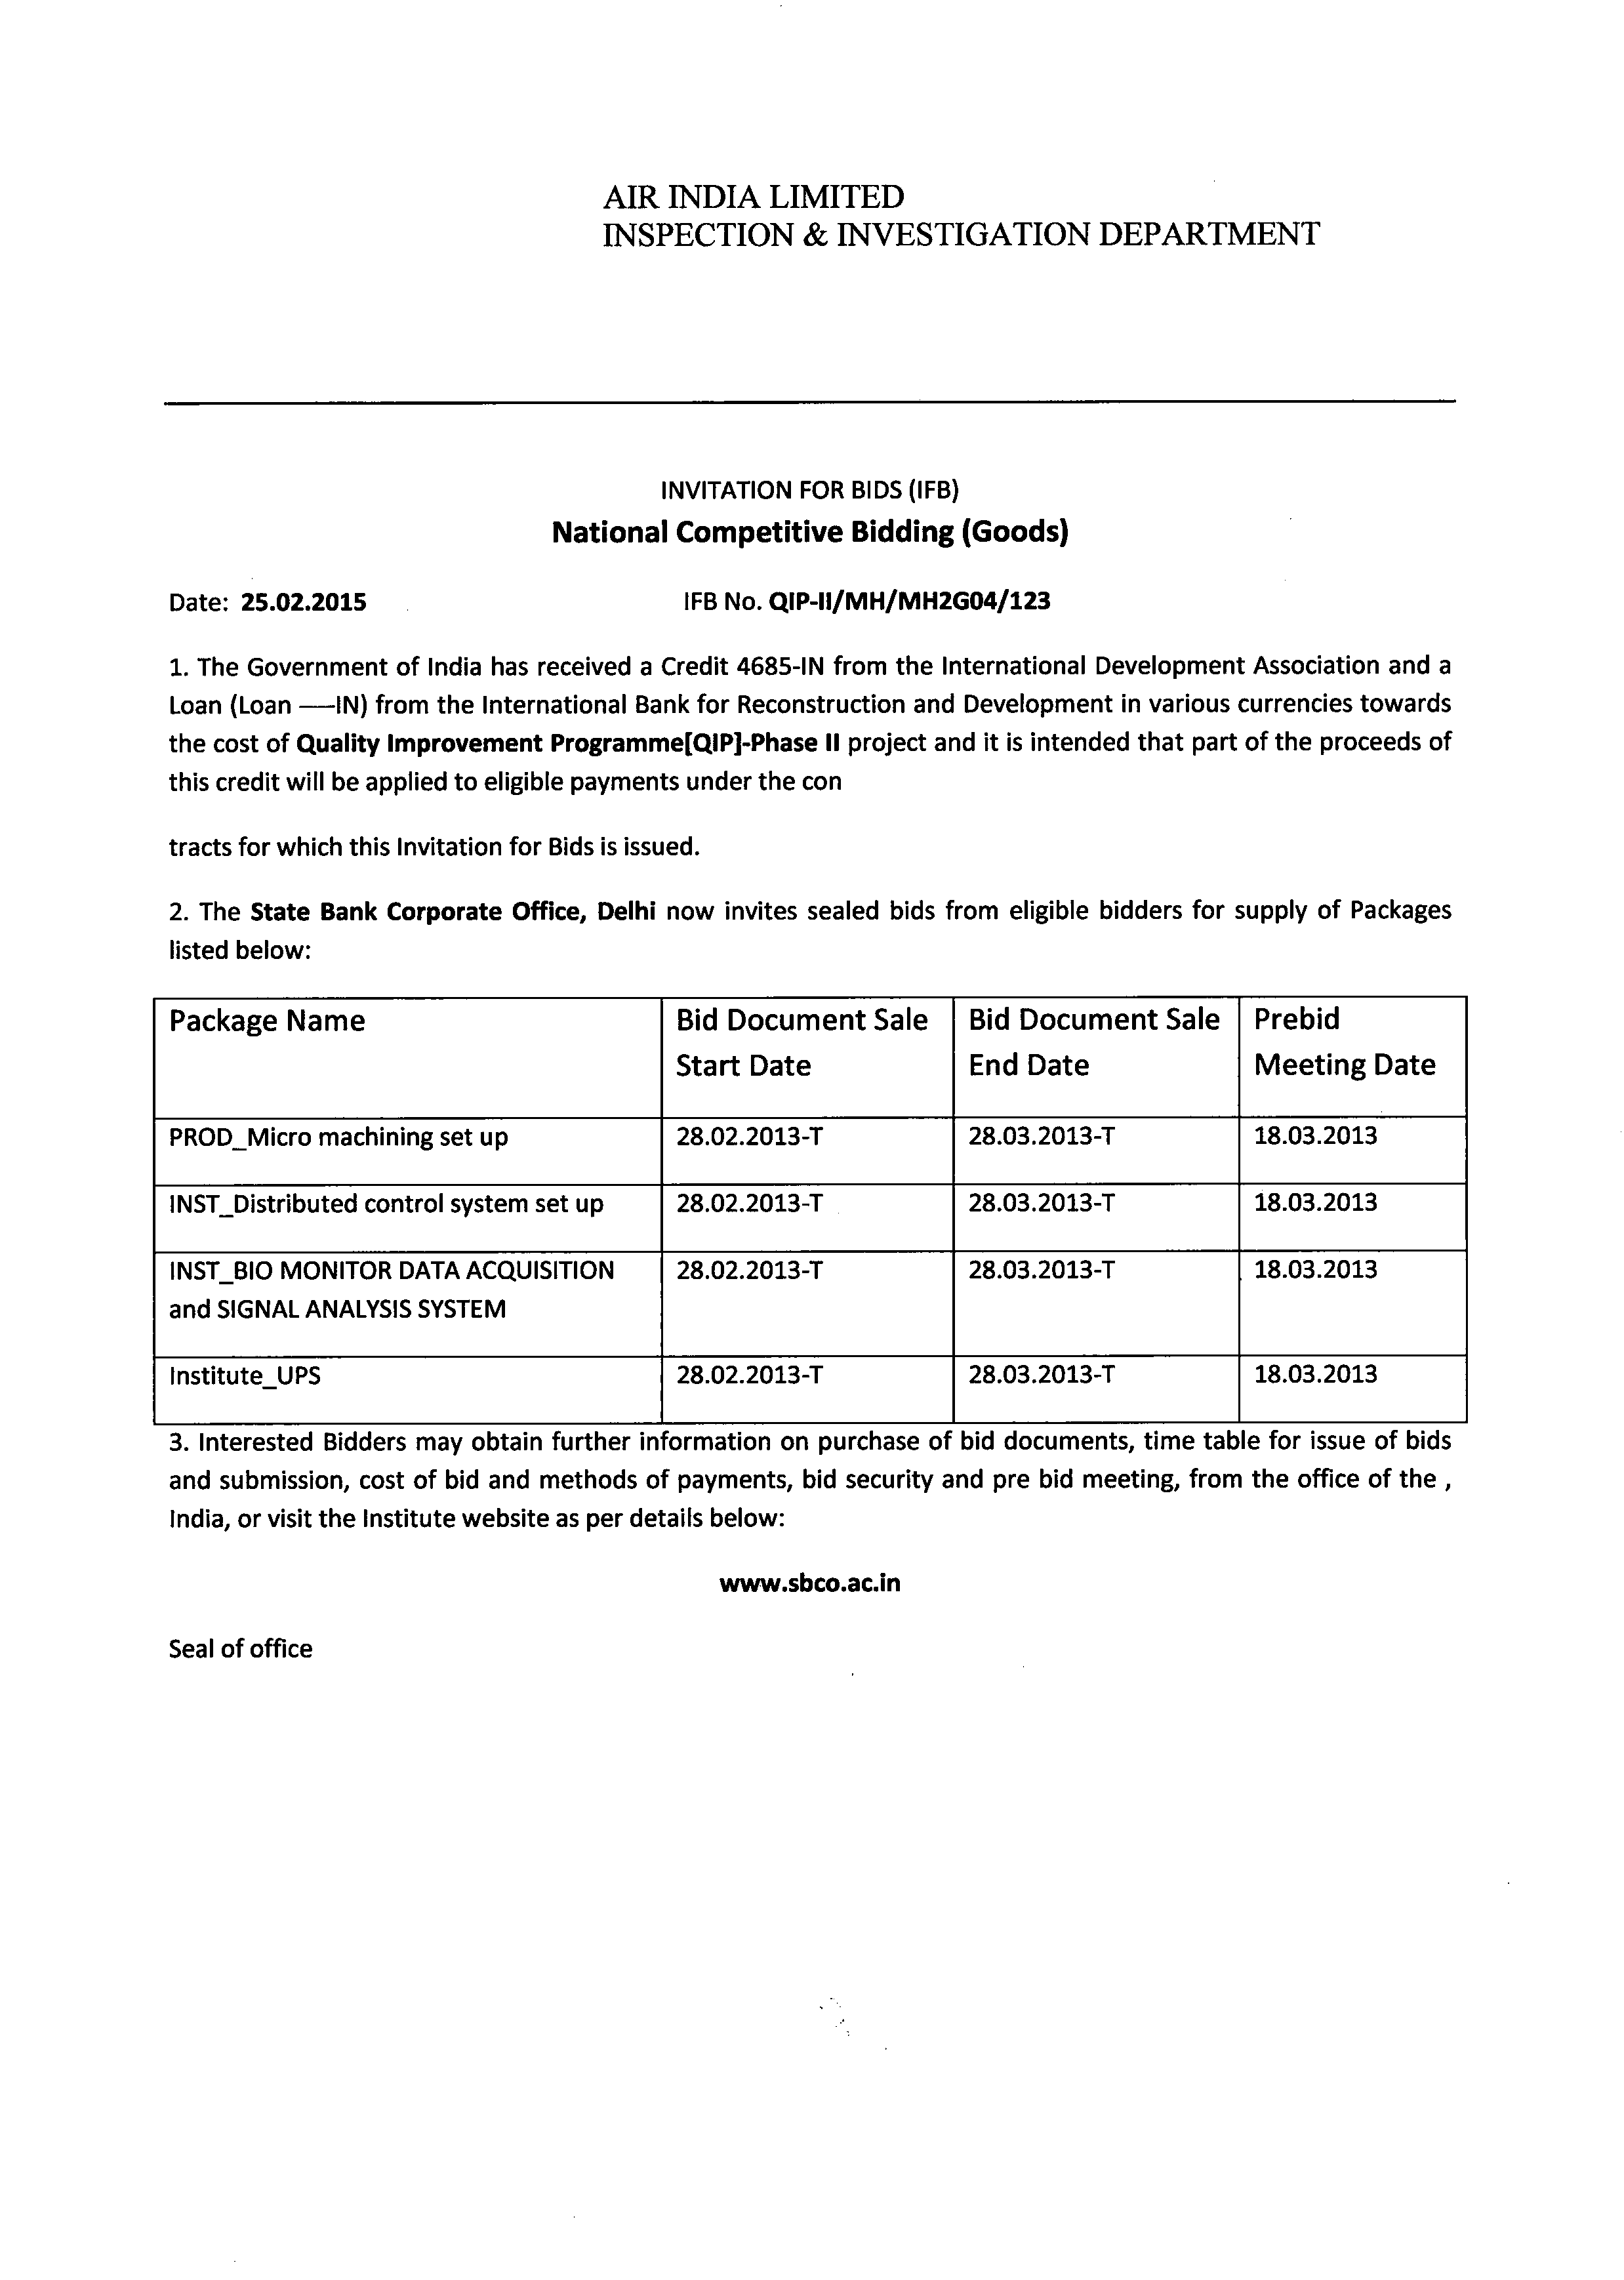 AIR INDIA LIMITED
INSPECTION & INVESTIGATION DEPARTMENT
INVITATION FOR BIDS (IFB)
National Competitive Bidding (Goods)
Date: 25.02.2015 IFB No. QIP-II/MH/MH2G04/123
1. The Government of India has received a Credit 4685-IN from the International Development Association and a
Loan (Loan ──IN) from the International Bank for Reconstruction and Development in various currencies towards
the cost of Quality Improvement Programme[QIP]-Phase II project and it is intended that part of the proceeds of
this credit will be applied to eligible payments under the con
tracts for which this Invitation for Bids is issued.
2. The State Bank Corporate Office, Delhi now invites sealed bids from eligible bidders for supply of Packages
listed below:
Package Name Bid Document Sale Bid Document Sale Prebid
Start Date End Date Meeting Date
PROD_Micro machining set up 28.02.2013-T 28.03.2013-T 18.03.2013
INST_Distributed control system set up 28.02.2013-T 28.03.2013-T 18.03.2013
INST_BIO MONITOR DATA ACQUISITION 28.02.2013-T 28.03.2013-T 18.03.2013
and SIGNAL ANALYSIS SYSTEM
Institute_UPS 28.02.2013-T 28.03.2013-T 18.03.2013
3. Interested Bidders may obtain further information on purchase of bid documents, time table for issue of bids
and submission, cost of bid and methods of payments, bid security and pre bid meeting, from the office of the ,
India, or visit the Institute website as per details below:
www.sbco.ac.in
Seal of office